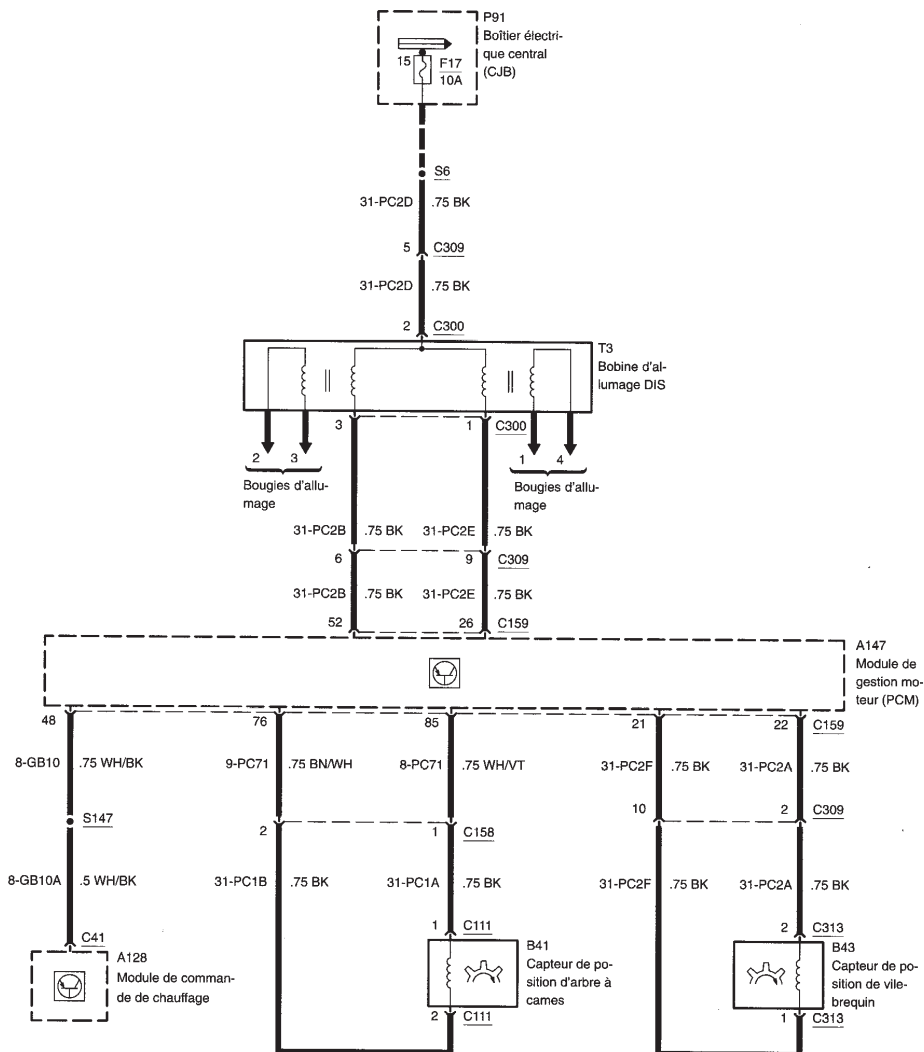 P91
Boîtier électri-
que central
(CJB)
15
F17
10A
S6
31-PC2D .75 BK
5 C309
31-PC2D .75 BK
2 C300
T3
Bobine d'al-
lumage DIS
3 1 C300
2 3
Bougies d'allu-
mage
1 4
Bougies d'allu-
mage
31-PC2B .75 BK 31-PC2E .75 BK
6 9 C309
31-PC2B .75 BK 31-PC2E .75 BK
52 26 C159
A147
Module de
gestion mo-
teur (PCM)
48 76 85 21 22 C159
8-GB10 .75 WH/BK 9-PC71 .75 BN/WH 8-PC71 .75 WH/VT 31-PC2F .75 BK 31-PC2A .75 BK
S147
10 2 C309
2 1 C158
8-GB10A .5 WH/BK 31-PC1B .75 BK 31-PC1A .75 BK 31-PC2F .75 BK 31-PC2A .75 BK
C41
1 C111
2 C313
A128
Module de comman-
de de chauffage
B41
Capteur de po-
sition d'arbre à
cames
B43
Capteur de po-
sition de vile-
brequin
2 C111
1 C313